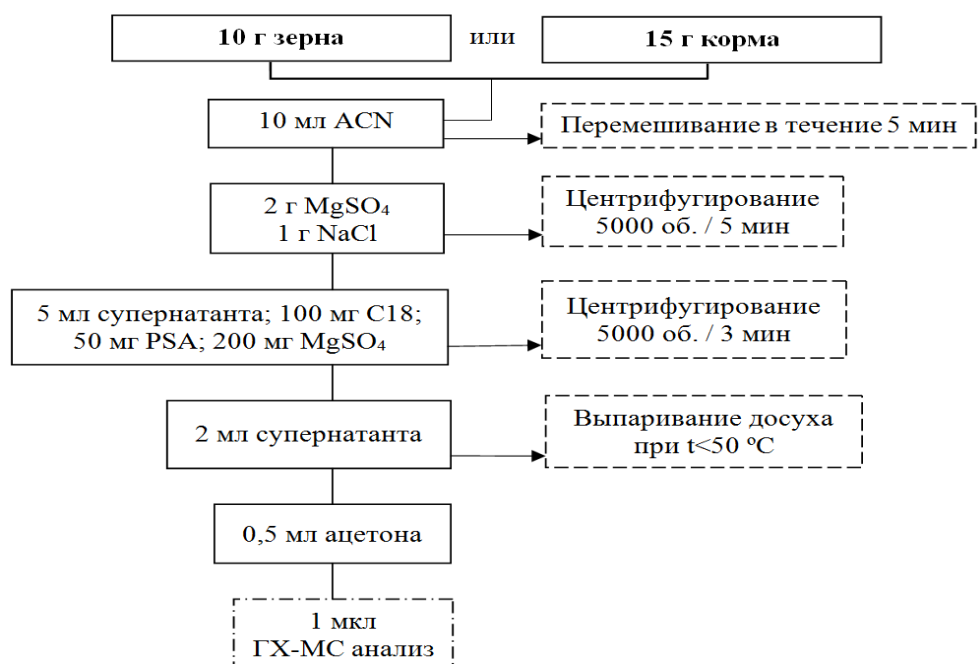 10 г зерна или 15 г корма
10 мл ACN
Перемешивание в течение 5 мин
2 г MgSO₄
1 г NaCl
Центрифугирование
5000 об. / 5 мин
5 мл супернатанта; 100 мг C18;
50 мг PSA; 200 мг MgSO₄
Центрифугирование
5000 об. / 3 мин
2 мл супернатанта
Выпаривание досуха
при t<50 ºC
0,5 мл ацетона
1 мкл
ГХ-МС анализ